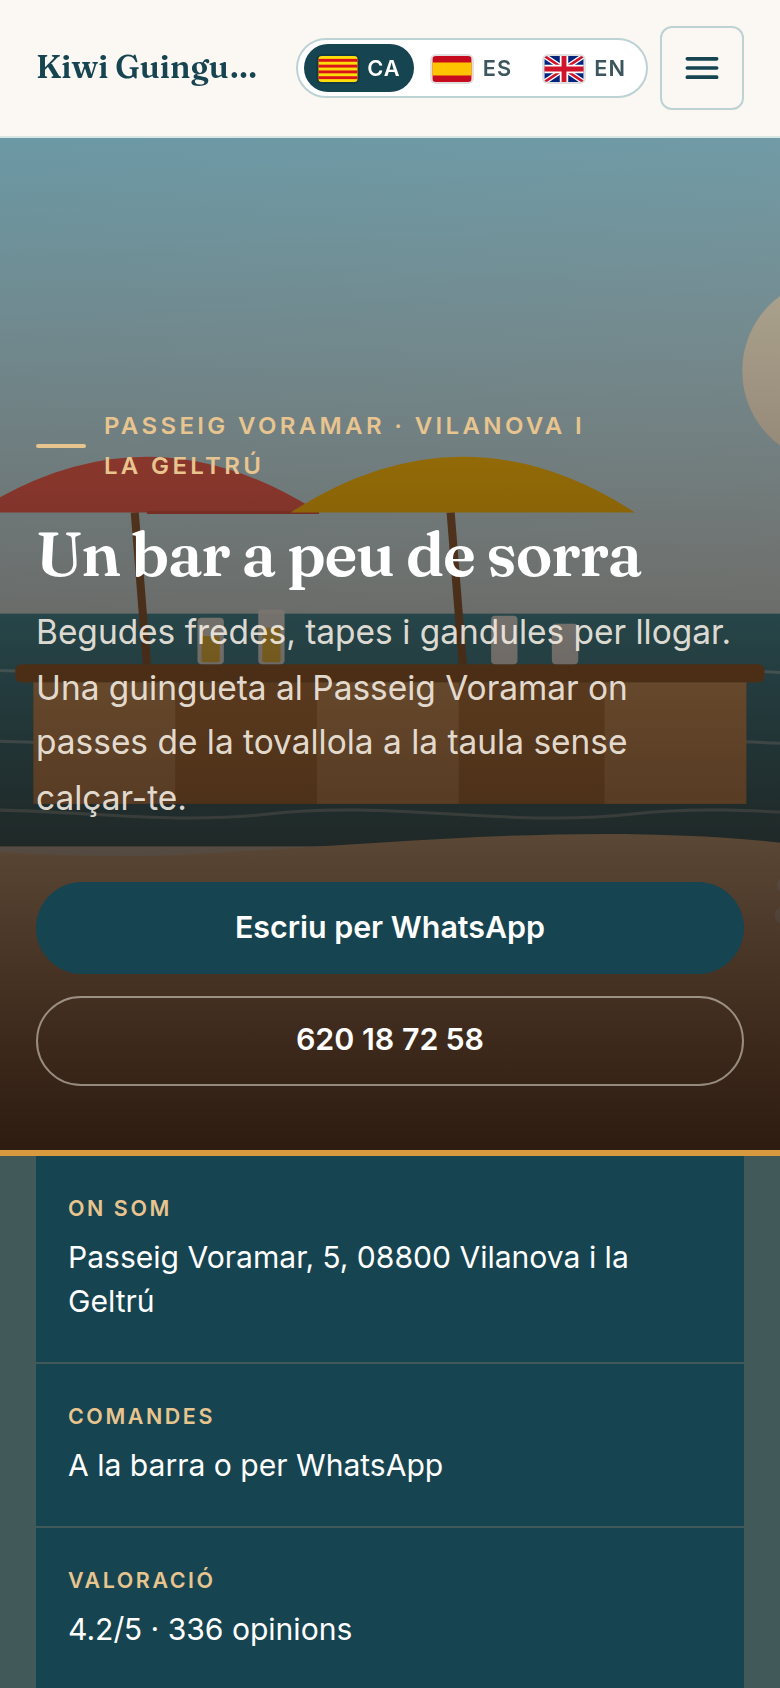 Kiwi Guingu...
CA
ES
EN
PASSEIG VORAMAR · VILANOVA I
LA GELTRÚ
Un bar a peu de sorra
Begudes fredes, tapes i gandules per llogar.
Una guingueta al Passeig Voramar on
passes de la tovallola a la taula sense
calçar-te.
Escriu per WhatsApp
620 18 72 58
ON SOM
Passeig Voramar, 5, 08800 Vilanova i la
Geltrú
COMANDES
A la barra o per WhatsApp
VALORACIÓ
4.2/5 · 336 opinions